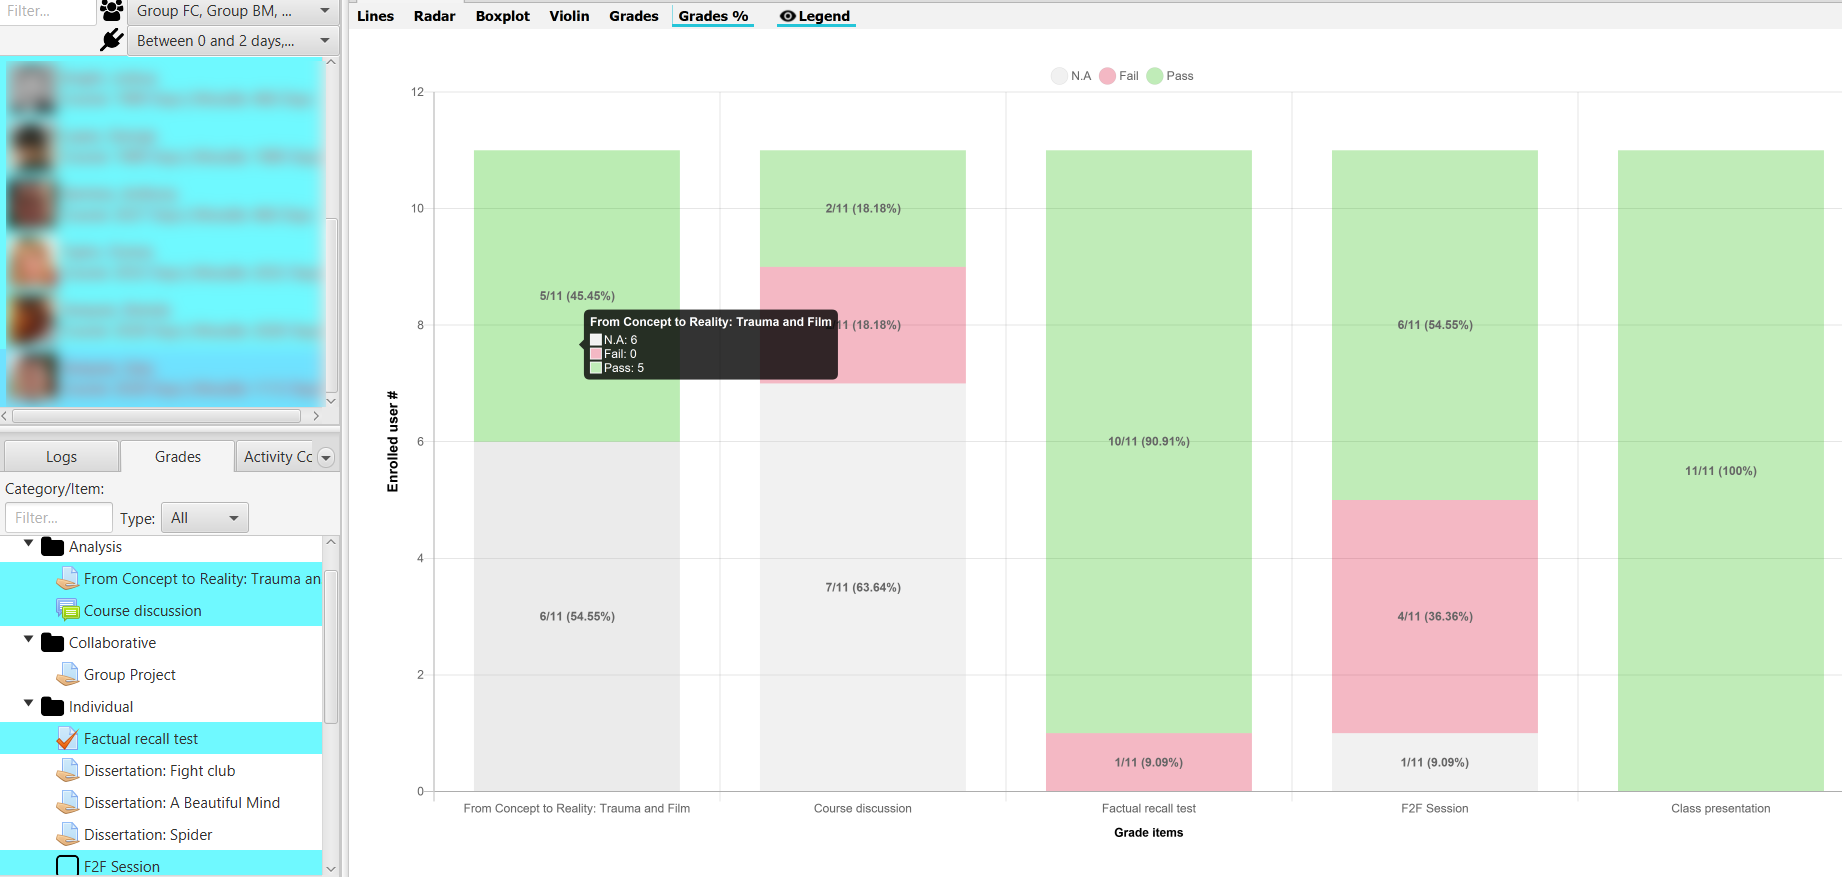 Filter...
Group FC, Group BM, ...
Between 0 and 2 days,...
Logs
Grades
Activity Cc
Category/Item:
Filter...
Type:
All
Analysis
From Concept to Reality: Trauma an
Course discussion
Collaborative
Group Project
Individual
Factual recall test
Dissertation: Fight club
Dissertation: A Beautiful Mind
Dissertation: Spider
F2F Session
Lines Radar Boxplot Violin Grades Grades % Legend
N.A Fail Pass
12
10
8
6
4
2
0
Enrolled user #
5/11 (45.45%)
6/11 (54.55%)
2/11 (18.18%)
11 (18.18%)
7/11 (63.64%)
10/11 (90.91%)
1/11 (9.09%)
6/11 (54.55%)
4/11 (36.36%)
1/11 (9.09%)
11/11 (100%)
From Concept to Reality: Trauma and Film
N.A: 6
Fail: 0
Pass: 5
From Concept to Reality: Trauma and Film
Course discussion
Factual recall test
F2F Session
Class presentation
Grade items